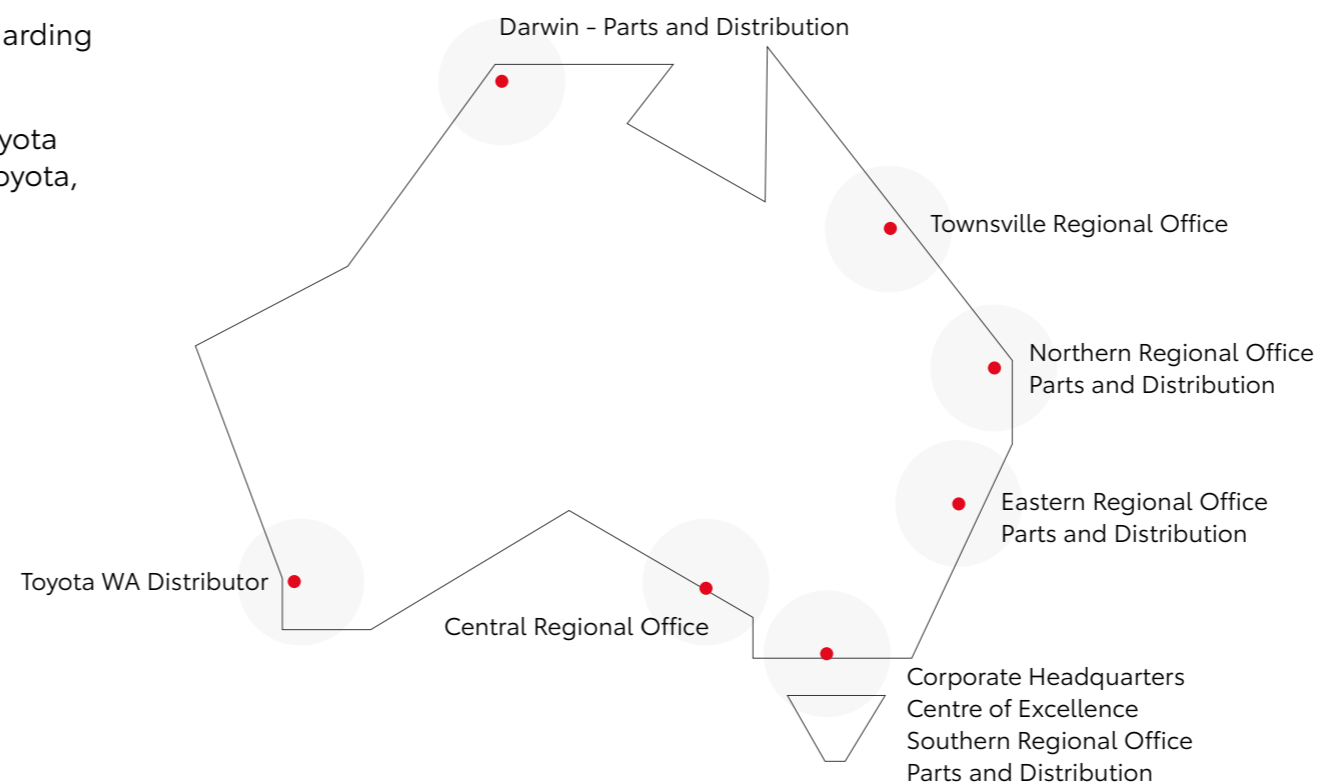 arding
yota
oyota,
Darwin - Parts and Distribution
Townsville Regional Office
Northern Regional Office
Parts and Distribution
Eastern Regional Office
Parts and Distribution
Toyota WA Distributor
Central Regional Office
Corporate Headquarters
Centre of Excellence
Southern Regional Office
Parts and Distribution